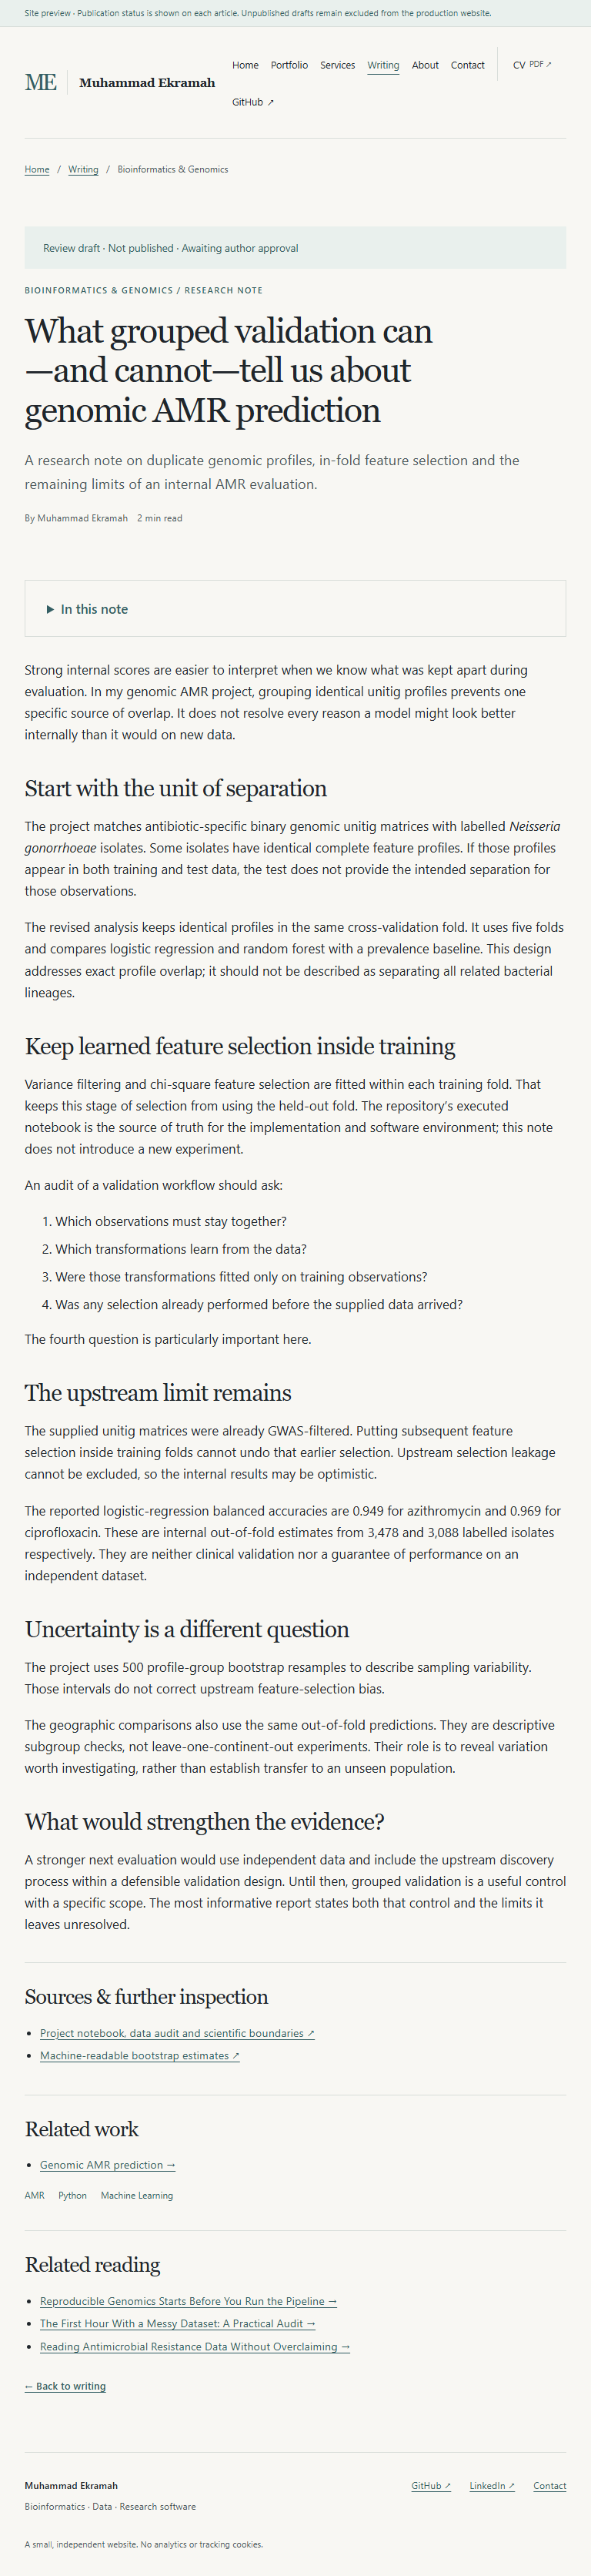 Site preview · Publication status is shown on each article. Unpublished drafts remain excluded from the production website.
ME
Muhammad Ekramah
Home Portfolio Services Writing About Contact CV PDF ↗
GitHub ↗
Home / Writing / Bioinformatics & Genomics
Review draft · Not published · Awaiting author approval
BIOINFORMATICS & GENOMICS / RESEARCH NOTE
What grouped validation can
—and cannot—tell us about
genomic AMR prediction
A research note on duplicate genomic profiles, in-fold feature selection and the
remaining limits of an internal AMR evaluation.
By Muhammad Ekramah 2 min read
▶ In this note
Strong internal scores are easier to interpret when we know what was kept apart during
evaluation. In my genomic AMR project, grouping identical unitig profiles prevents one
specific source of overlap. It does not resolve every reason a model might look better
internally than it would on new data.
Start with the unit of separation
The project matches antibiotic-specific binary genomic unitig matrices with labelled Neisseria
gonorrhoeae isolates. Some isolates have identical complete feature profiles. If those profiles
appear in both training and test data, the test does not provide the intended separation for
those observations.
The revised analysis keeps identical profiles in the same cross-validation fold. It uses five folds
and compares logistic regression and random forest with a prevalence baseline. This design
addresses exact profile overlap; it should not be described as separating all related bacterial
lineages.
Keep learned feature selection inside training
Variance filtering and chi-square feature selection are fitted within each training fold. That
keeps this stage of selection from using the held-out fold. The repository's executed
notebook is the source of truth for the implementation and software environment; this note
does not introduce a new experiment.
An audit of a validation workflow should ask:
1. Which observations must stay together?
2. Which transformations learn from the data?
3. Were those transformations fitted only on training observations?
4. Was any selection already performed before the supplied data arrived?
The fourth question is particularly important here.
The upstream limit remains
The supplied unitig matrices were already GWAS-filtered. Putting subsequent feature
selection inside training folds cannot undo that earlier selection. Upstream selection leakage
cannot be excluded, so the internal results may be optimistic.
The reported logistic-regression balanced accuracies are 0.949 for azithromycin and 0.969 for
ciprofloxacin. These are internal out-of-fold estimates from 3,478 and 3,088 labelled isolates
respectively. They are neither clinical validation nor a guarantee of performance on an
independent dataset.
Uncertainty is a different question
The project uses 500 profile-group bootstrap resamples to describe sampling variability.
Those intervals do not correct upstream feature-selection bias.
The geographic comparisons also use the same out-of-fold predictions. They are descriptive
subgroup checks, not leave-one-continent-out experiments. Their role is to reveal variation
worth investigating, rather than establish transfer to an unseen population.
What would strengthen the evidence?
A stronger next evaluation would use independent data and include the upstream discovery
process within a defensible validation design. Until then, grouped validation is a useful control
with a specific scope. The most informative report states both that control and the limits it
leaves unresolved.
Sources & further inspection
• Project notebook, data audit and scientific boundaries ↗
• Machine-readable bootstrap estimates ↗
Related work
• Genomic AMR prediction →
AMR Python Machine Learning
Related reading
• Reproducible Genomics Starts Before You Run the Pipeline →
• The First Hour With a Messy Dataset: A Practical Audit →
• Reading Antimicrobial Resistance Data Without Overclaiming →
← Back to writing
Muhammad Ekramah
GitHub ↗ LinkedIn ↗ Contact
Bioinformatics · Data · Research software
A small, independent website. No analytics or tracking cookies.